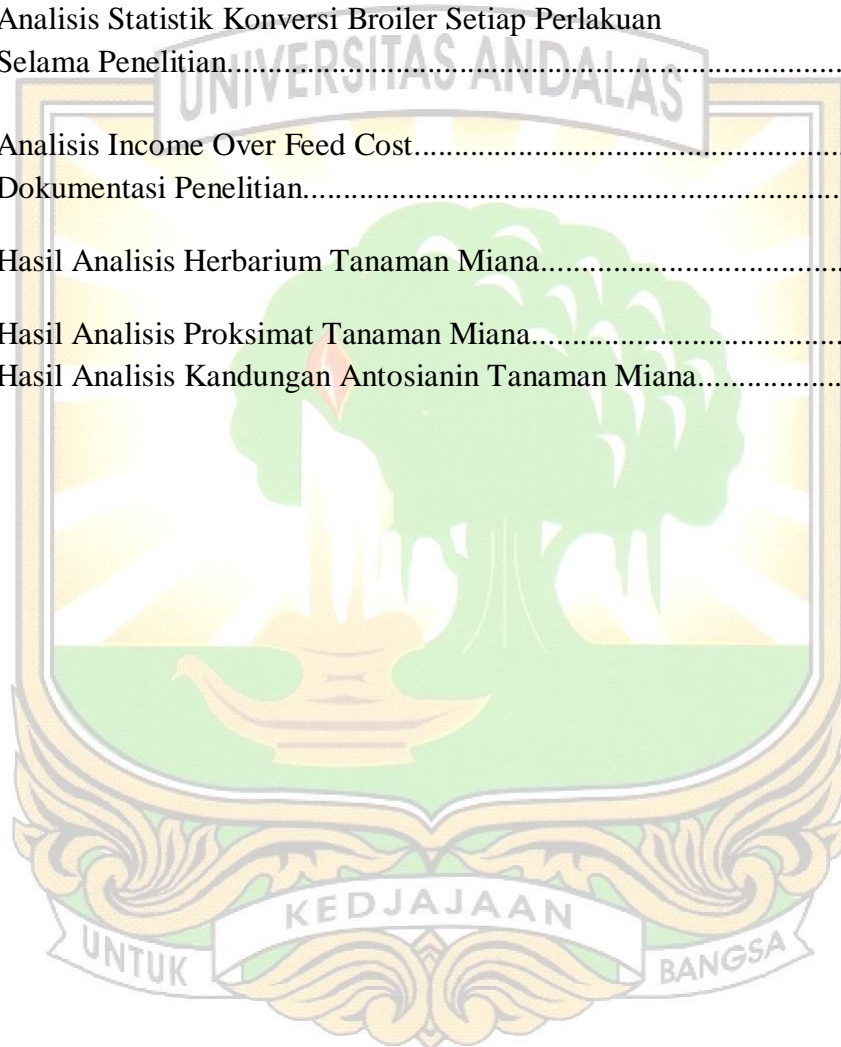 Analisis Statistik Konversi Broiler Setiap Perlakuan
Selama Penelitian.............................................................................
UNIVERSITAS ANDALAS
Analisis Income Over Feed Cost.....................................................
Dokumentasi Penelitian...................................................................
Hasil Analisis Herbarium Tanaman Miana.....................................
Hasil Analisis Proksimat Tanaman Miana.......................................
Hasil Analisis Kandungan Antosianin Tanaman Miana..................
UNTUK KEDJAJAAN BANGSA